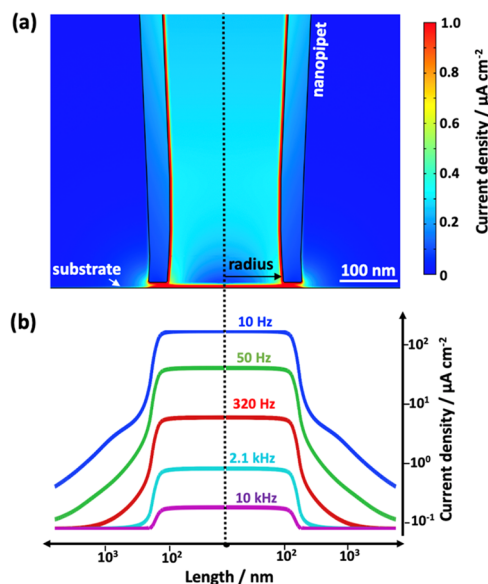 (a)
nanopipet
substrate
radius
100 nm
1.0
0.8
0.6
0.4
0.2
0
Current density / µA cm⁻²
(b)
10 Hz
50 Hz
320 Hz
2.1 kHz
10 kHz
10²
10¹
10⁰
10⁻¹
Current density / µA cm⁻²
10³
10²
10²
10³
Length / nm